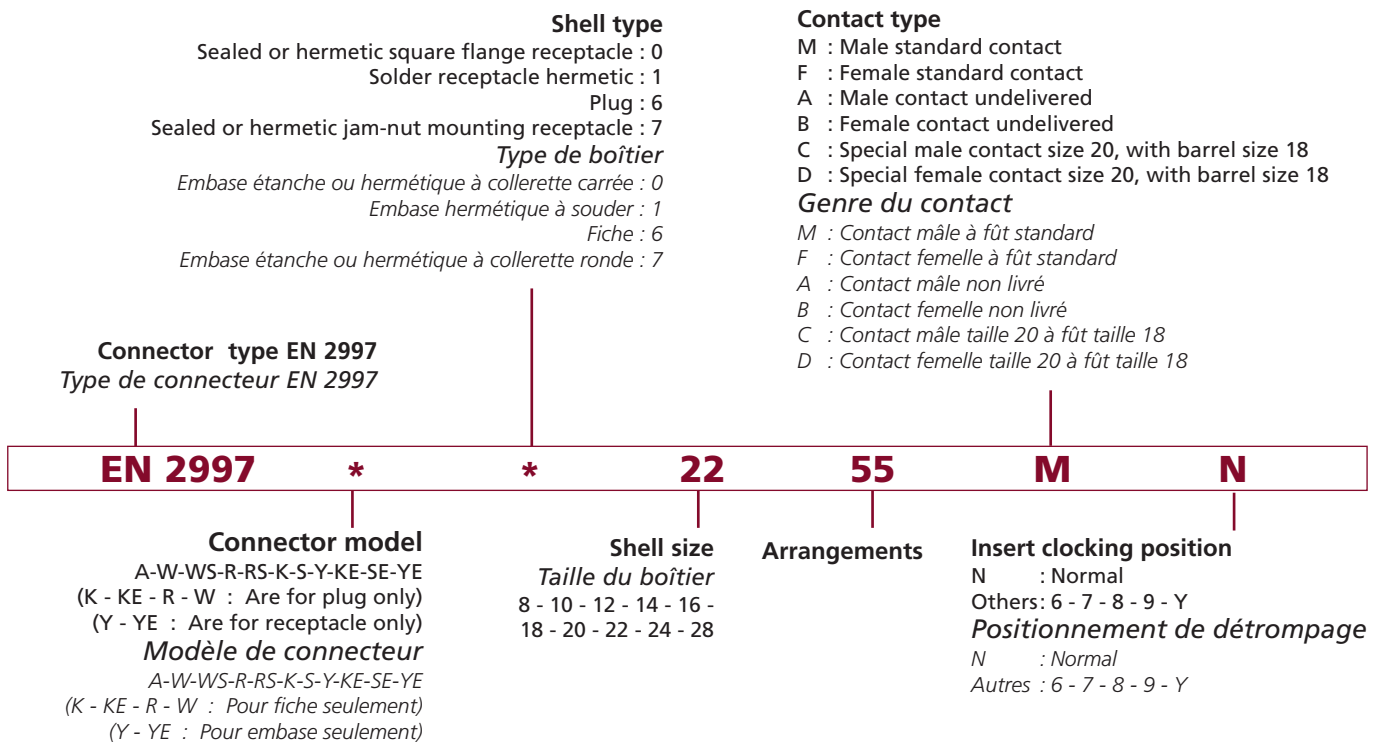 Shell type
Sealed or hermetic square flange receptacle : 0
Solder receptacle hermetic : 1
Plug : 6
Sealed or hermetic jam-nut mounting receptacle : 7
Type de boîtier
Embase étanche ou hermétique à collerette carrée : 0
Embase hermétique à souder : 1
Fiche : 6
Embase étanche ou hermétique à collerette ronde : 7
Contact type
M : Male standard contact
F : Female standard contact
A : Male contact undelivered
B : Female contact undelivered
C : Special male contact size 20, with barrel size 18
D : Special female contact size 20, with barrel size 18
Genre du contact
M : Contact mâle à fût standard
F : Contact femelle à fût standard
A : Contact mâle non livré
B : Contact femelle non livré
C : Contact mâle taille 20 à fût taille 18
D : Contact femelle taille 20 à fût taille 18
Connector type EN 2997
Type de connecteur EN 2997
EN 2997 * * 22 55 M N
Connector model
A-W-WS-R-RS-K-S-Y-KE-SE-YE
(K - KE - R - W : Are for plug only)
(Y - YE : Are for receptacle only)
Modèle de connecteur
A-W-WS-R-RS-K-S-Y-KE-SE-YE
(K - KE - R - W : Pour fiche seulement)
(Y - YE : Pour embase seulement)
Shell size
Taille du boîtier
8 - 10 - 12 - 14 - 16 -
18 - 20 - 22 - 24 - 28
Arrangements
Insert clocking position
N : Normal
Others: 6 - 7 - 8 - 9 - Y
Positionnement de détrompage
N : Normal
Autres : 6 - 7 - 8 - 9 - Y